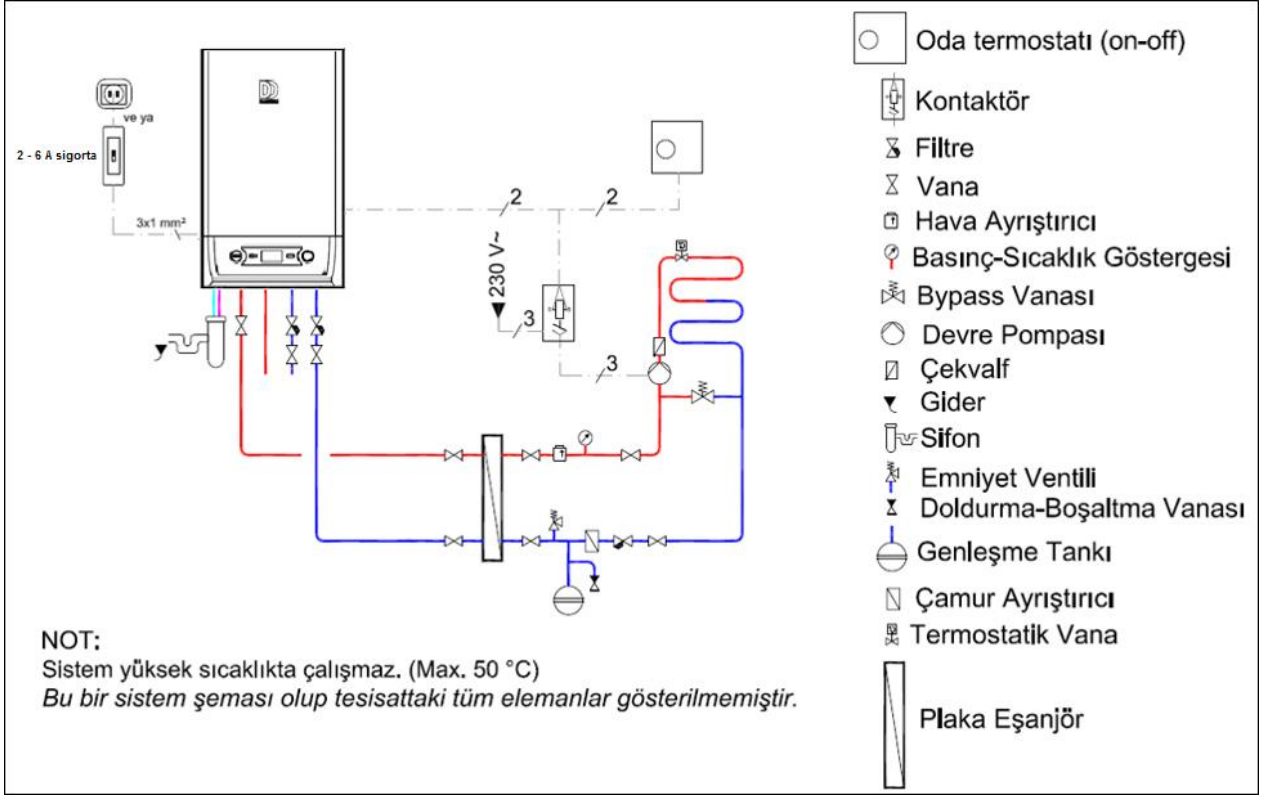 ve ya
2 - 6 A sigorta
3x1 mm²
2
2
230 V~
3
3
NOT:
Sistem yüksek sıcaklıkta çalışmaz. (Max. 50 °C)
Bu bir sistem şeması olup tesisattaki tüm elemanlar gösterilmemiştir.
Oda termostatı (on-off)
Kontaktör
Filtre
Vana
Hava Ayrıştırıcı
Basınç-Sıcaklık Göstergesi
Bypass Vanası
Devre Pompası
Çekvalf
Gider
Sifon
Emniyet Ventili
Doldurma-Boşaltma Vanası
Genleşme Tankı
Çamur Ayrıştırıcı
Termostatik Vana
Plaka Eşanjör